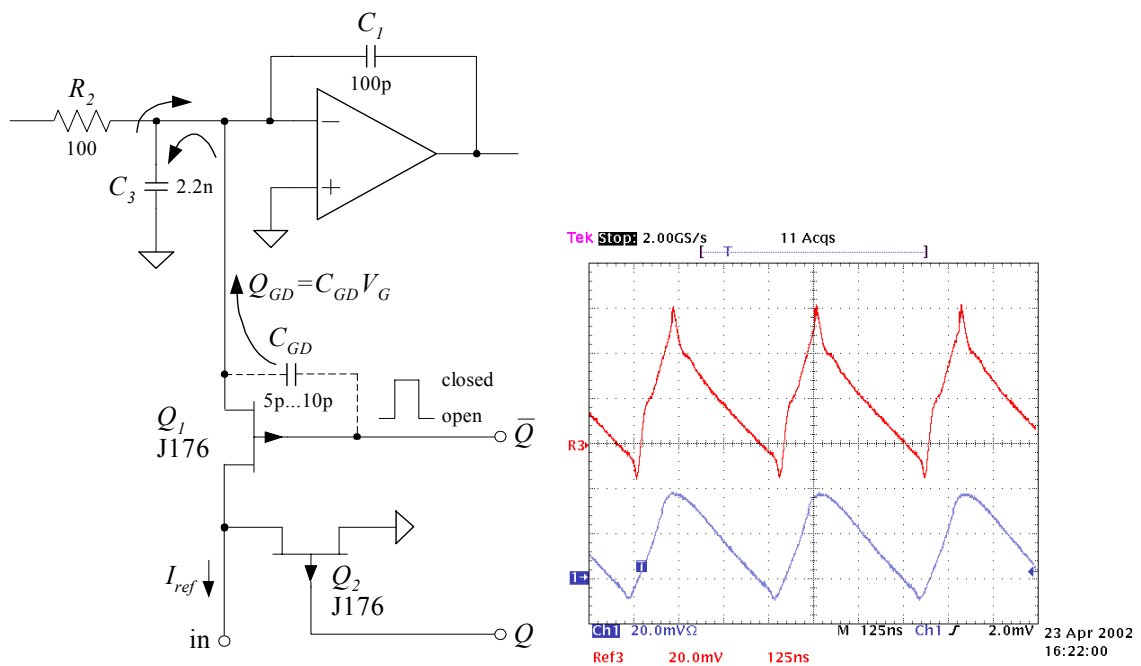 C1
100p
R2
100
C3
2.2n
−
+
QGD=CGDVG
CGD
5p...10p
closed
open
Q1
J176
Q̅
Iref
Q2
J176
in
Q
Tek Stop: 2.00GS/s 11 Acqs
[ T ]
R3
T
1
Ch1 20.0mVΩ M 125ns Ch1 ʃ 2.0mV
Ref3 20.0mV 125ns
23 Apr 2002
16:22:00